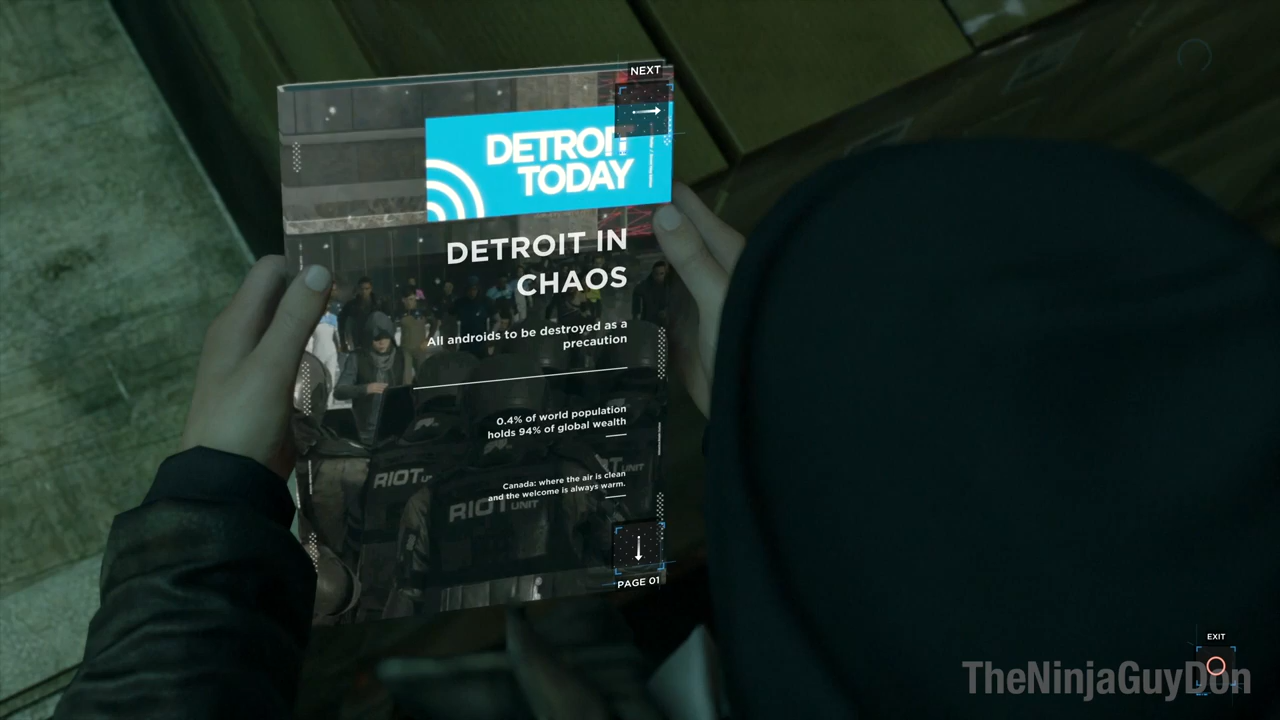 NEXT
DETROIT
TODAY
DETROIT IN
CHAOS
All androids to be destroyed as a
precaution
0.4% of world population
holds 94% of global wealth
Canada: where the air is clean
and the welcome is always warm.
RIOT
RIOT UNIT
UNIT
PAGE 01
EXIT
TheNinjaGuyDon